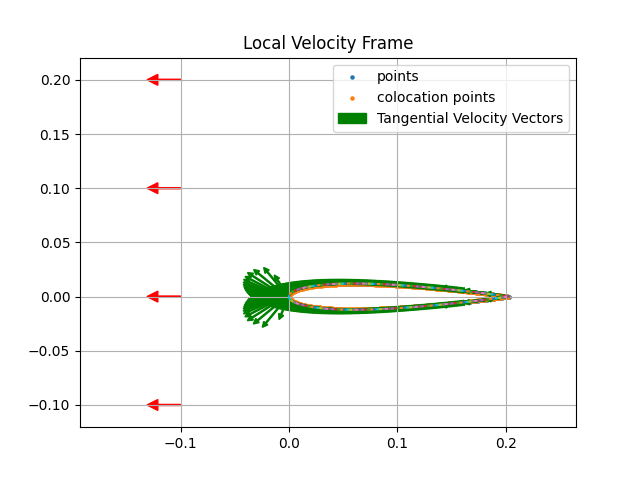 Local Velocity Frame
points
colocation points
Tangential Velocity Vectors
0.20
0.15
0.10
0.05
0.00
−0.05
−0.10
−0.1 0.0 0.1 0.2